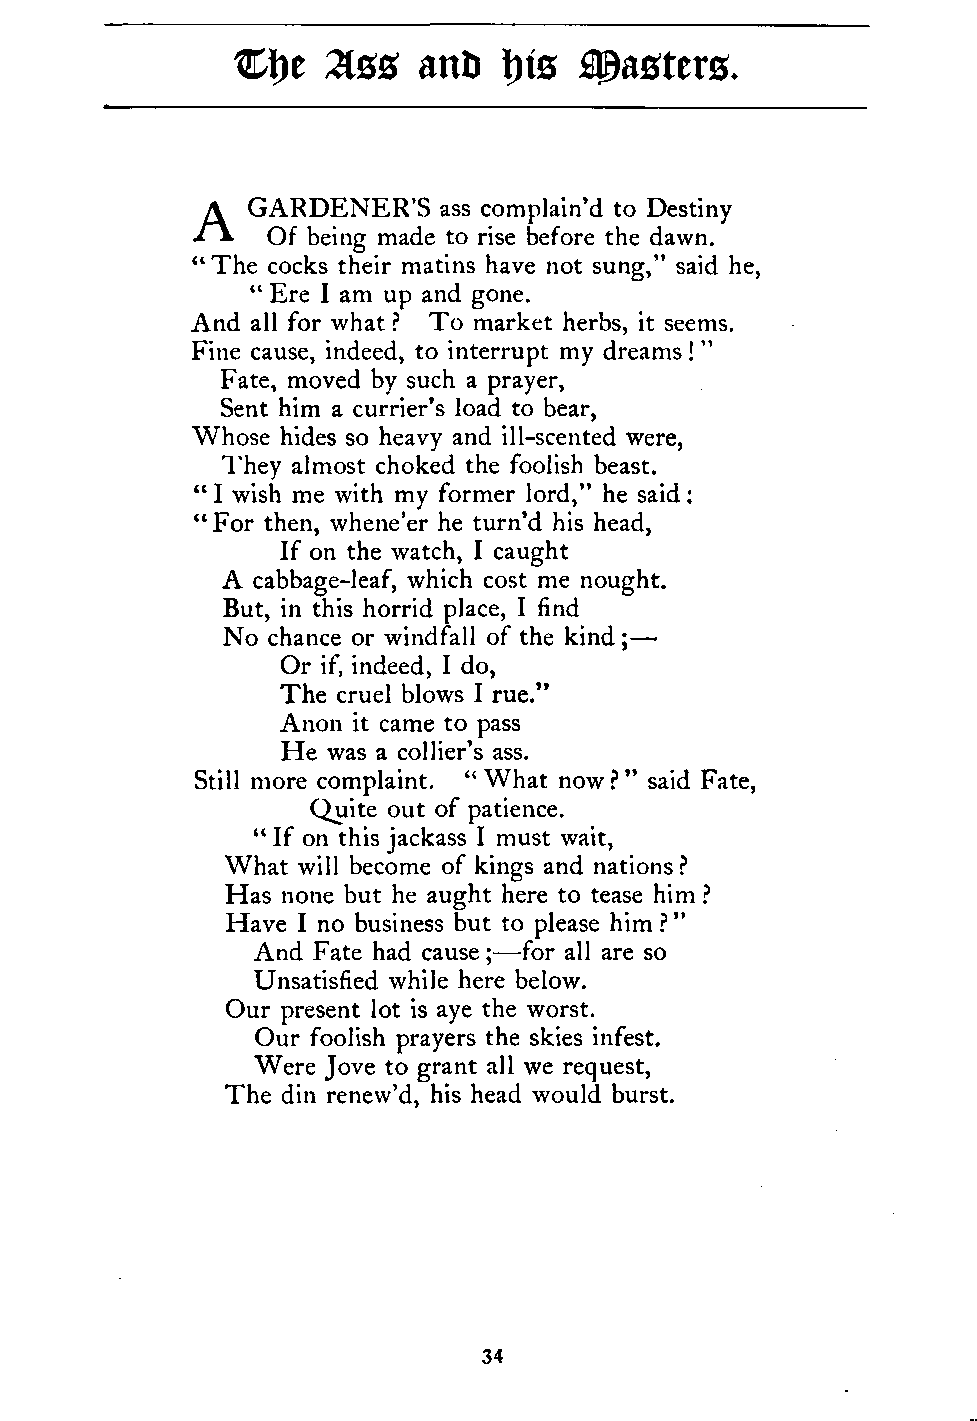 The Ass and his Masters.
A GARDENER'S ass complain'd to Destiny
Of being made to rise before the dawn.
"The cocks their matins have not sung," said he,
"Ere I am up and gone.
And all for what? To market herbs, it seems.
Fine cause, indeed, to interrupt my dreams!"
Fate, moved by such a prayer,
Sent him a currier's load to bear,
Whose hides so heavy and ill-scented were,
They almost choked the foolish beast.
"I wish me with my former lord," he said;
"For then, whene'er he turn'd his head,
If on the watch, I caught
A cabbage-leaf, which cost me nought.
But, in this horrid place, I find
No chance or windfall of the kind;—
Or if, indeed, I do,
The cruel blows I rue."
Anon it came to pass
He was a collier's ass.
Still more complaint. "What now?" said Fate,
Quite out of patience.
"If on this jackass I must wait,
What will become of kings and nations?
Has none but he aught here to tease him?
Have I no business but to please him?"
And Fate had cause;—for all are so
Unsatisfied while here below.
Our present lot is aye the worst.
Our foolish prayers the skies infest.
Were Jove to grant all we request,
The din renew'd, his head would burst.
34